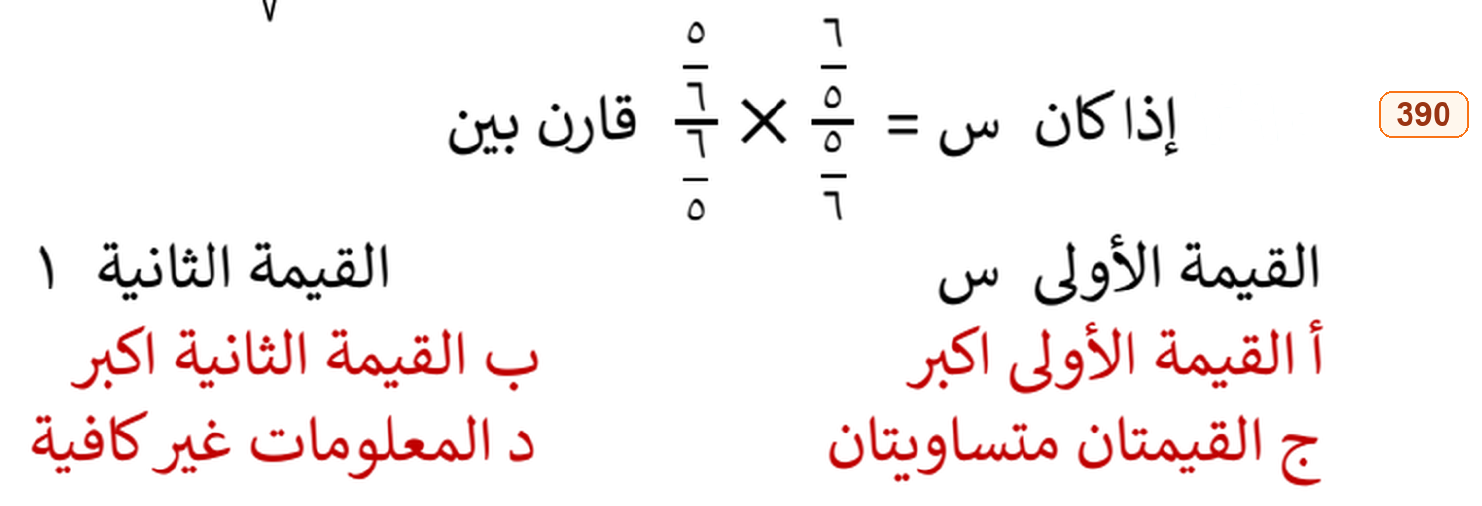 ٧
390 إذا كان س = ((٦/٥)/(٥/٦)) × ((٥/٦)/(٦/٥)) قارن بين
القيمة الأولى س القيمة الثانية ١
أ القيمة الأولى اكبر ب القيمة الثانية اكبر
ج القيمتان متساويتان د المعلومات غير كافية